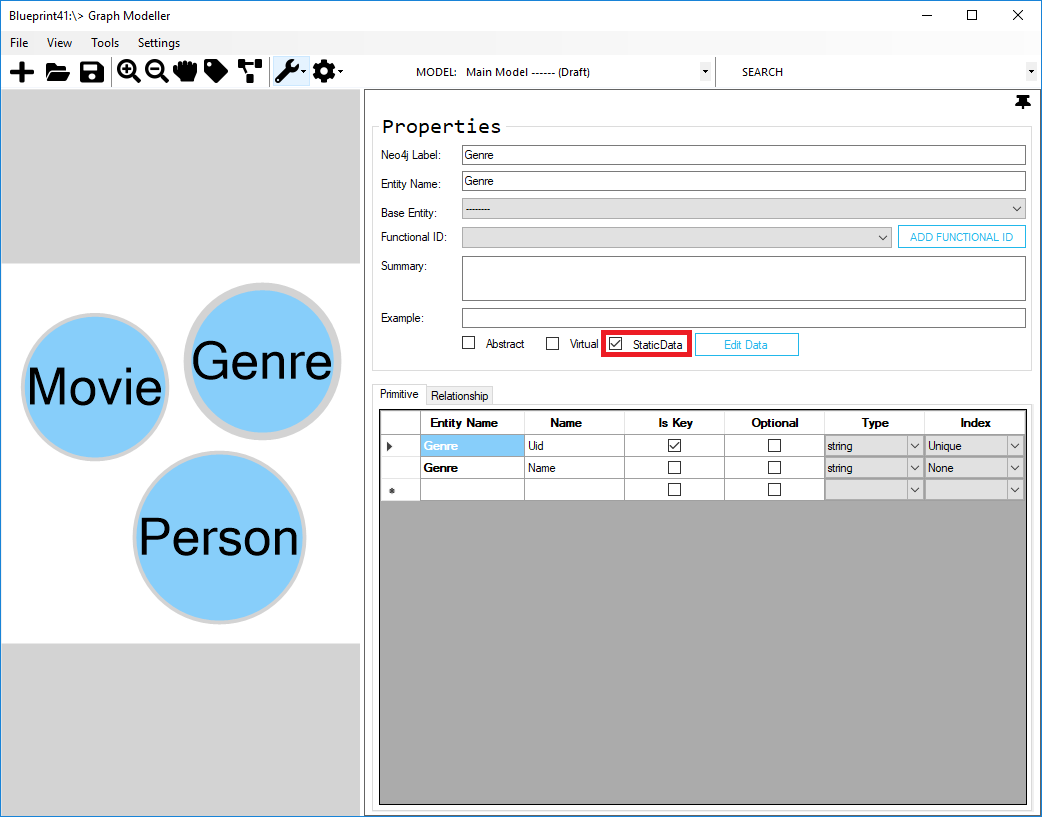 Blueprint41:\> Graph Modeller
File View Tools Settings
MODEL: Main Model ------ (Draft) SEARCH
Movie
Genre
Person
Properties
Neo4j Label: Genre
Entity Name: Genre
Base Entity: --------
Functional ID: ADD FUNCTIONAL ID
Summary:
Example:
Abstract Virtual StaticData Edit Data
Primitive Relationship
Entity Name Name Is Key Optional Type Index
Genre Uid string Unique
Genre Name string None